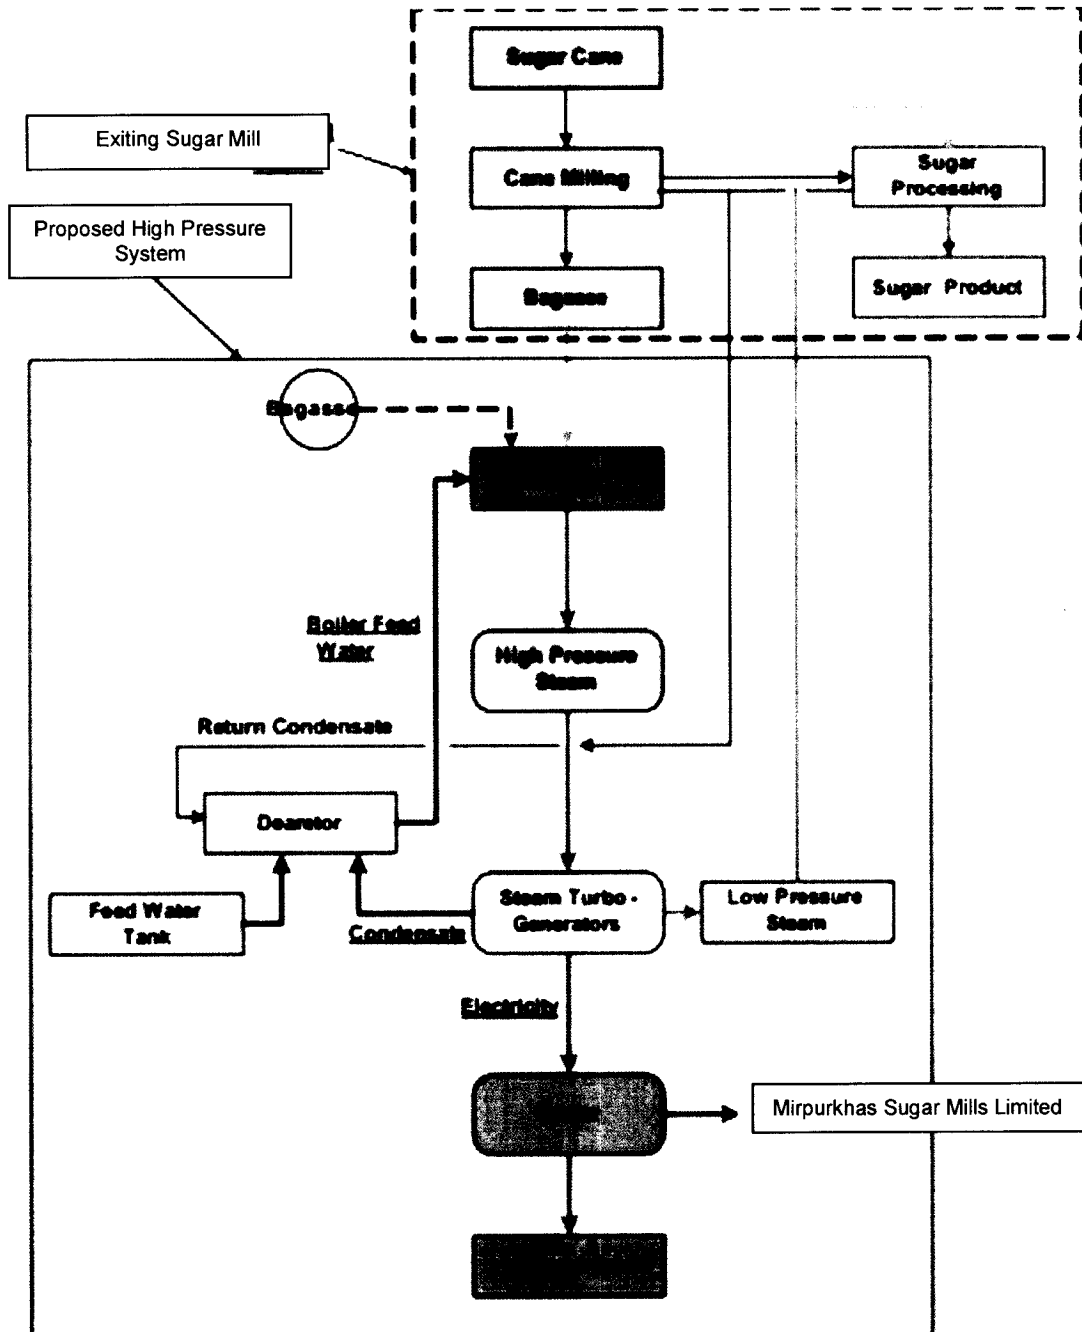 Sugar Cane
Exiting Sugar Mill
Cane Milling
Sugar
Processing
Proposed High Pressure
System
Bagasse
Sugar Product
Bagasse
Boiler Feed
Water
High Pressure
Steam
Return Condensate
Dearetor
Feed Water
Tank
Condensate
Steam Turbo -
Generators
Low Pressure
Steam
Electricity
Mirpurkhas Sugar Mills Limited